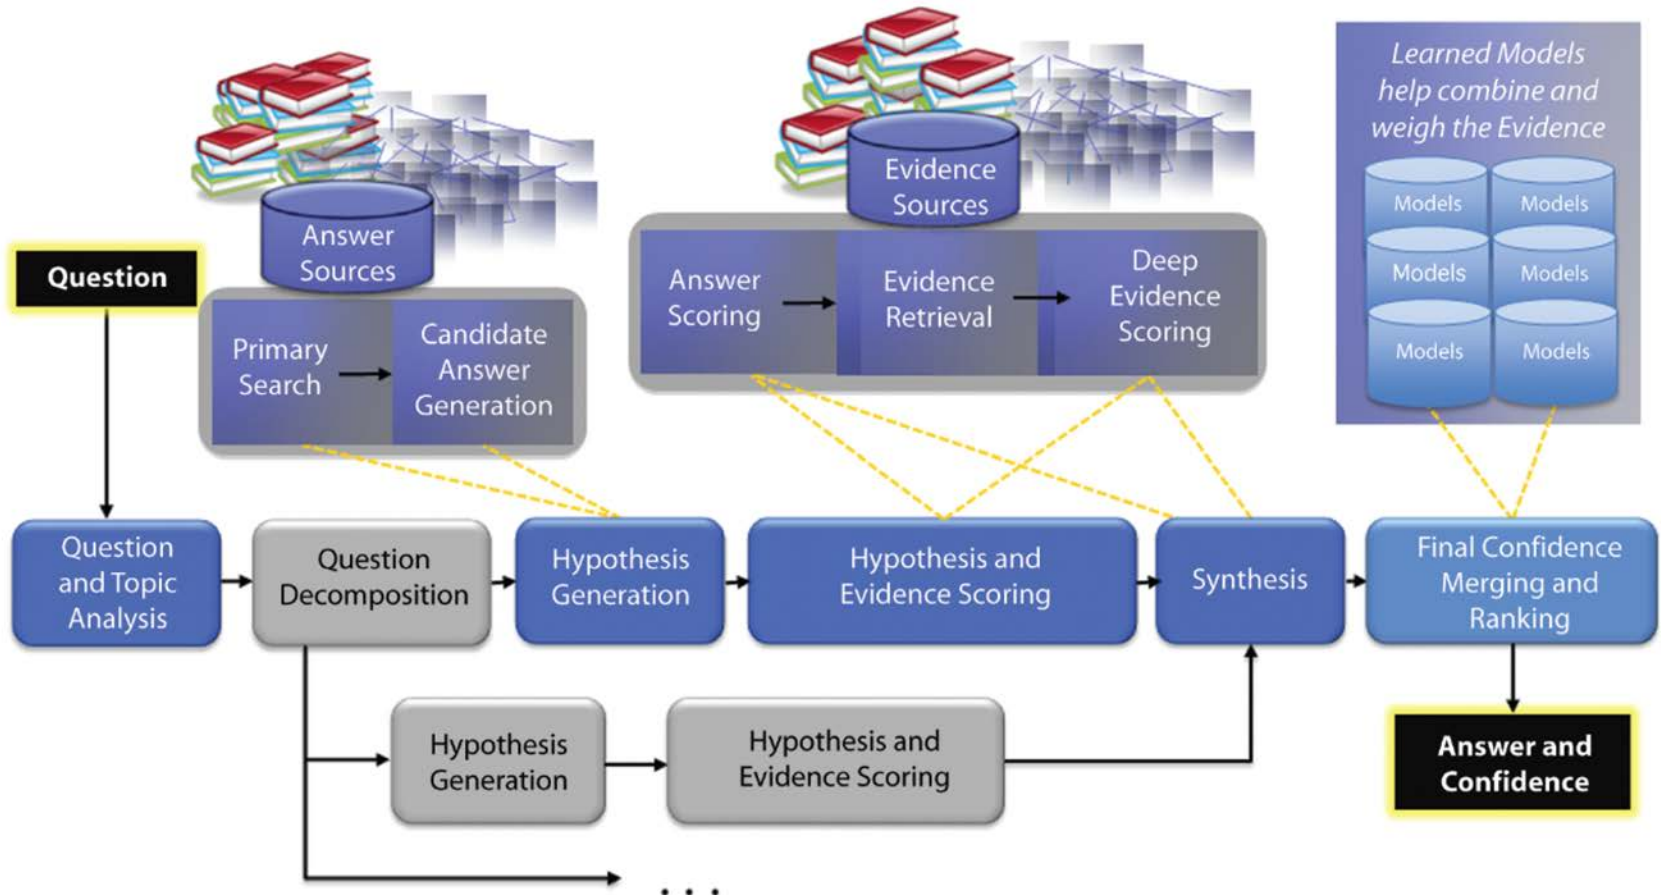 Learned Models
help combine and
weigh the Evidence
Models
Models
Models
Models
Models
Models
Evidence
Sources
Answer
Sources
Question
Primary
Search
Candidate
Answer
Generation
Answer
Scoring
Evidence
Retrieval
Deep
Evidence
Scoring
Question
and Topic
Analysis
Question
Decomposition
Hypothesis
Generation
Hypothesis and
Evidence Scoring
Synthesis
Final Confidence
Merging and
Ranking
Hypothesis
Generation
Hypothesis and
Evidence Scoring
Answer and
Confidence
. . .